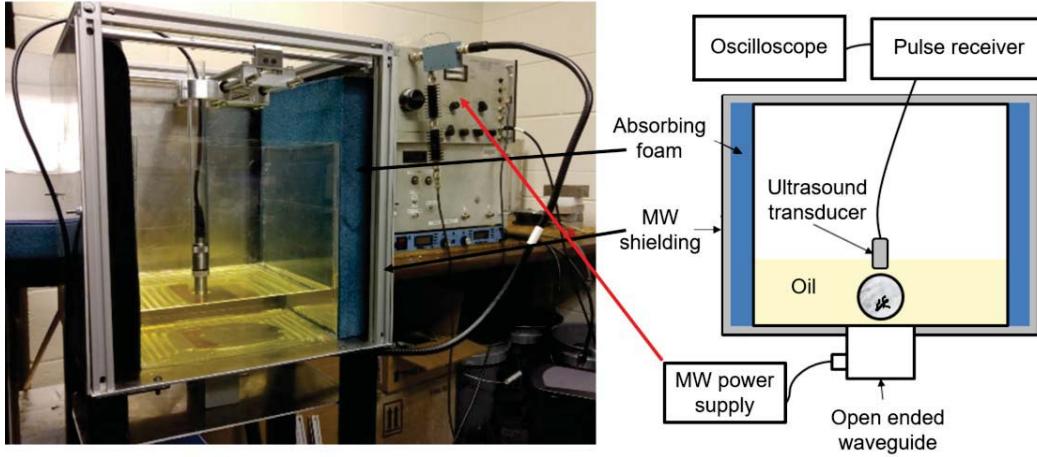 Oscilloscope
Pulse receiver
Absorbing
foam
Ultrasound
transducer
MW
shielding
Oil
MW power
supply
Open ended
waveguide